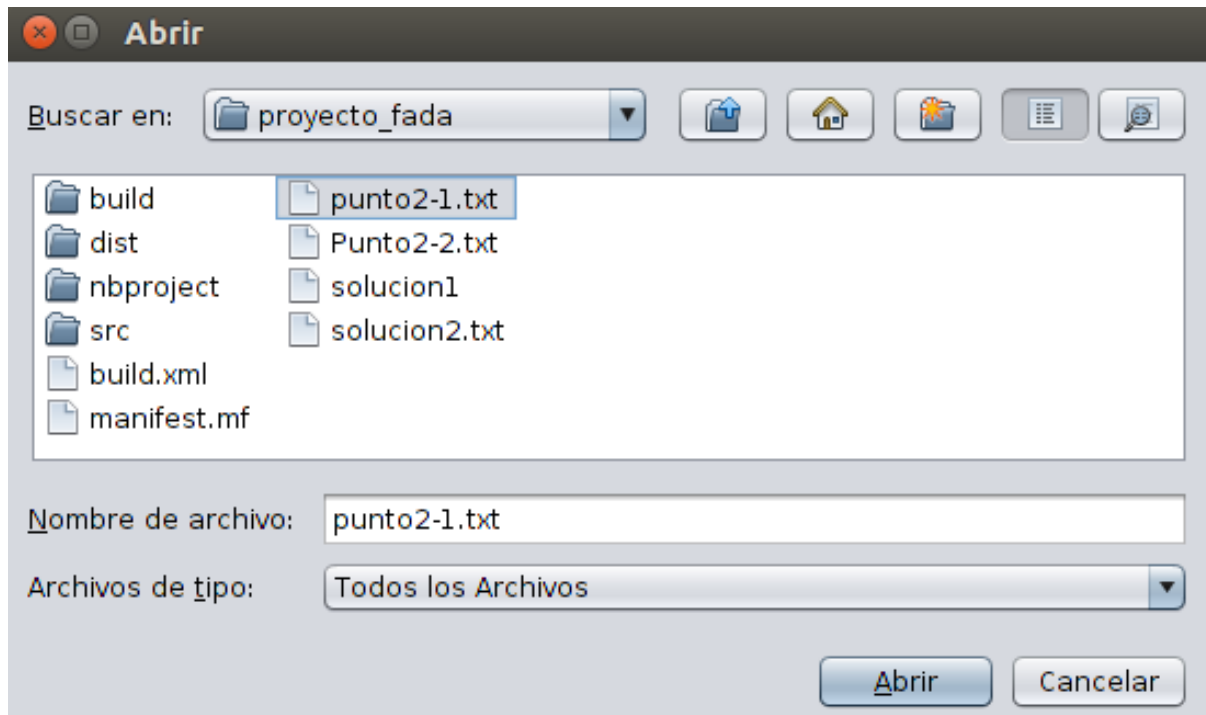 Abrir
Buscar en: proyecto_fada
build
dist
nbproject
src
build.xml
manifest.mf
punto2-1.txt
Punto2-2.txt
solucion1
solucion2.txt
Nombre de archivo: punto2-1.txt
Archivos de tipo: Todos los Archivos
Abrir Cancelar